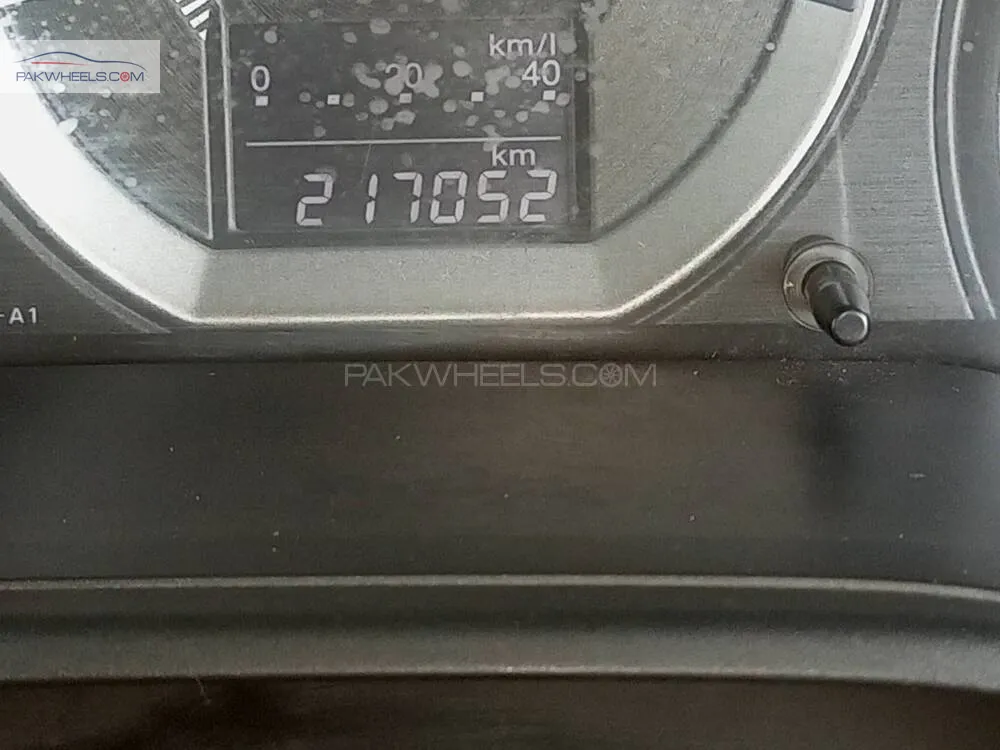 PAKWHEELS.COM
km/l
0 20 40
km
217052
-A1
PAKWHEELS.COM